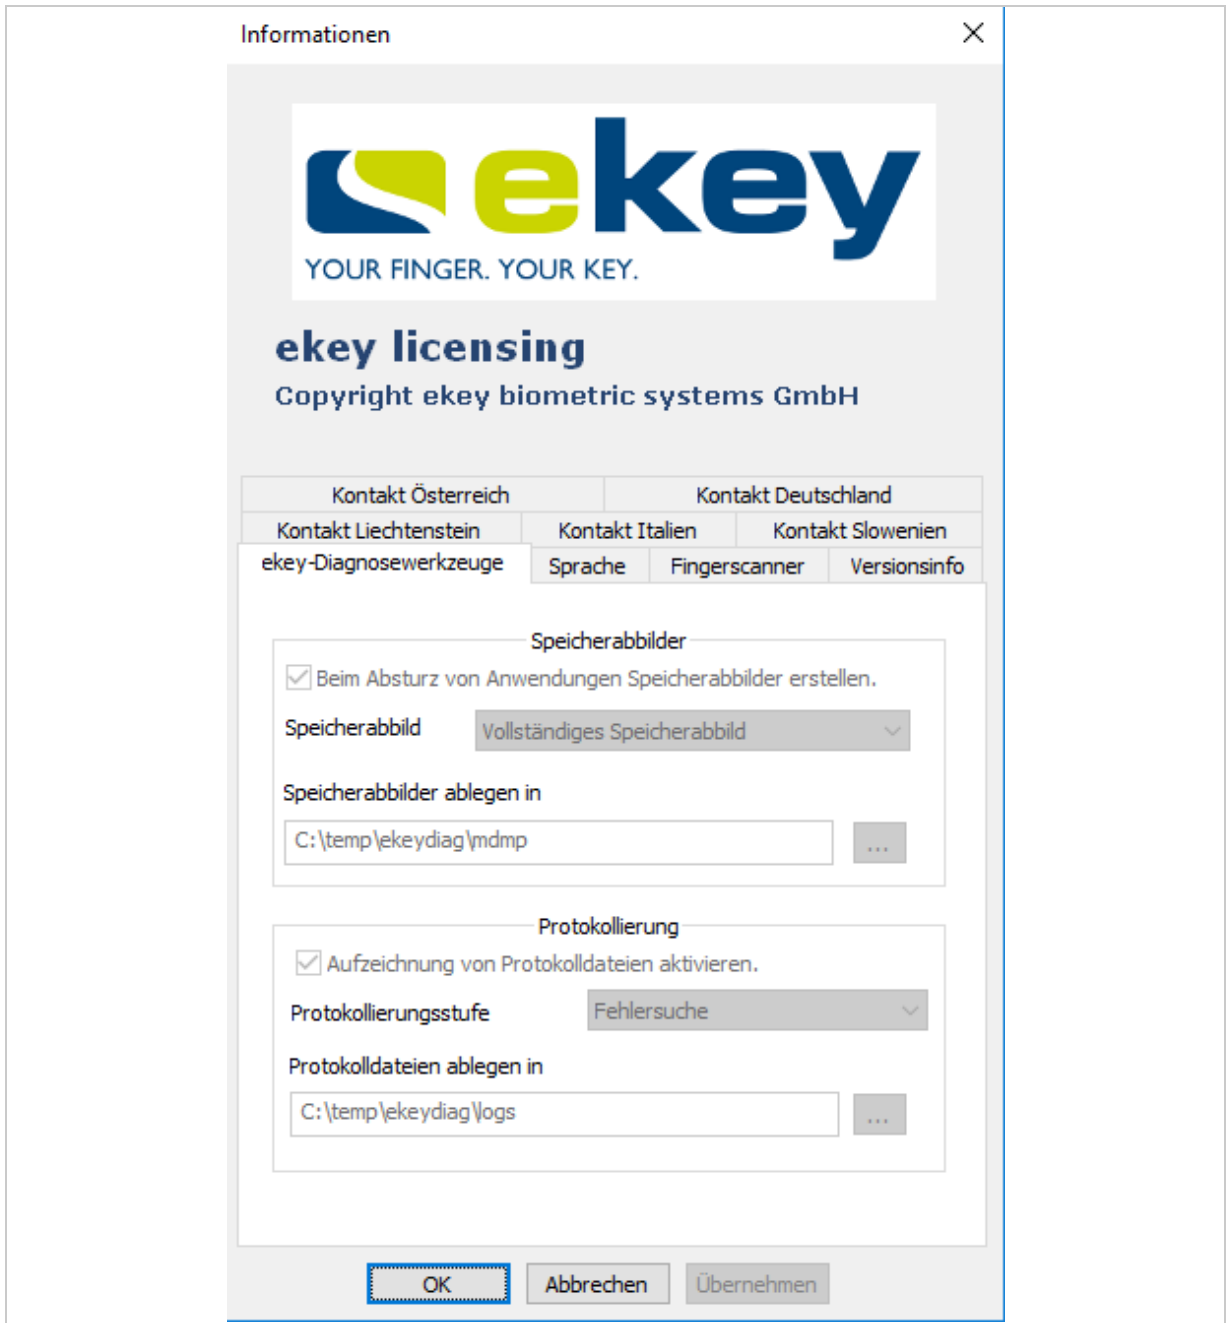 Informationen
ekey
YOUR FINGER. YOUR KEY.
ekey licensing
Copyright ekey biometric systems GmbH
Kontakt Österreich Kontakt Deutschland
Kontakt Liechtenstein Kontakt Italien Kontakt Slowenien
ekey-Diagnosewerkzeuge Sprache Fingerscanner Versionsinfo
Speicherabbilder
Beim Absturz von Anwendungen Speicherabbilder erstellen.
Speicherabbild Vollständiges Speicherabbild
Speicherabbilder ablegen in
C:\temp\ekeydiag\mdmp ...
Protokollierung
Aufzeichnung von Protokolldateien aktivieren.
Protokollierungsstufe Fehlersuche
Protokolldateien ablegen in
C:\temp\ekeydiag\logs ...
OK Abbrechen Übernehmen